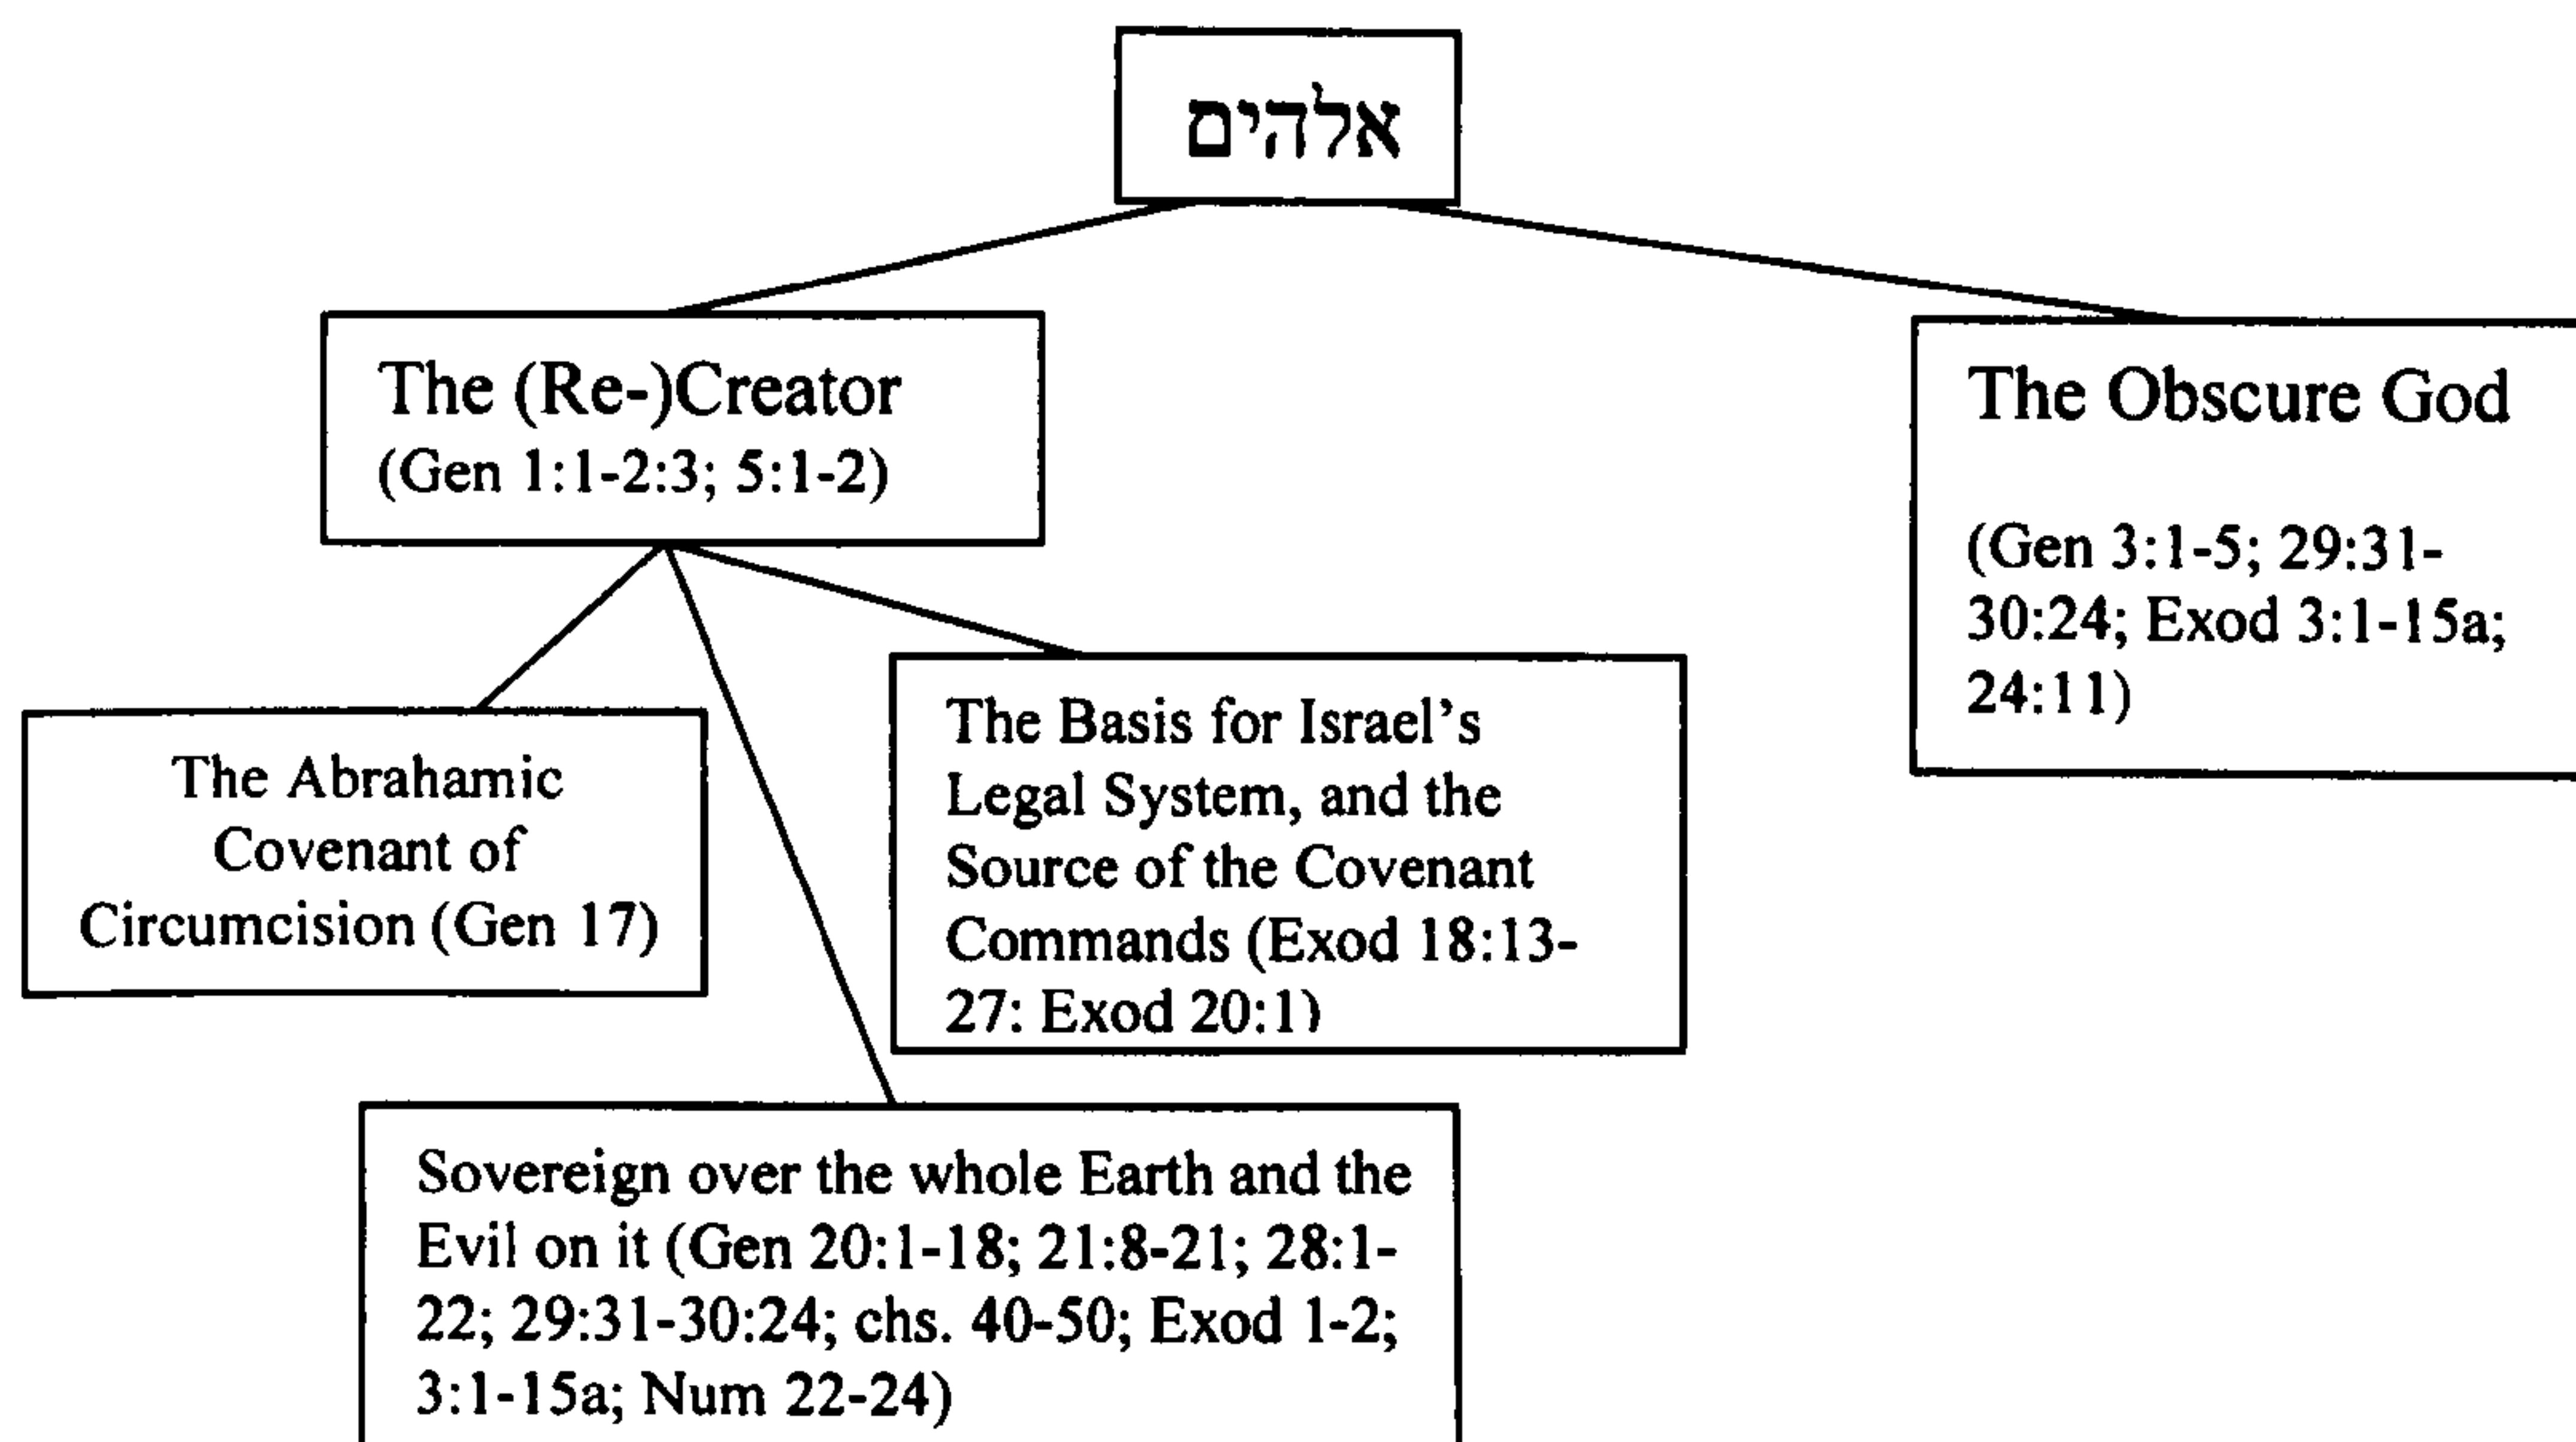 אלהים
The (Re-)Creator
(Gen 1:1-2:3; 5:1-2)
The Obscure God
(Gen 3:1-5; 29:31-
30:24; Exod 3:1-15a;
24:11)
The Abrahamic
Covenant of
Circumcision (Gen 17)
The Basis for Israel's
Legal System, and the
Source of the Covenant
Commands (Exod 18:13-
27: Exod 20:1)
Sovereign over the whole Earth and the
Evil on it (Gen 20:1-18; 21:8-21; 28:1-
22; 29:31-30:24; chs. 40-50; Exod 1-2;
3:1-15a; Num 22-24)